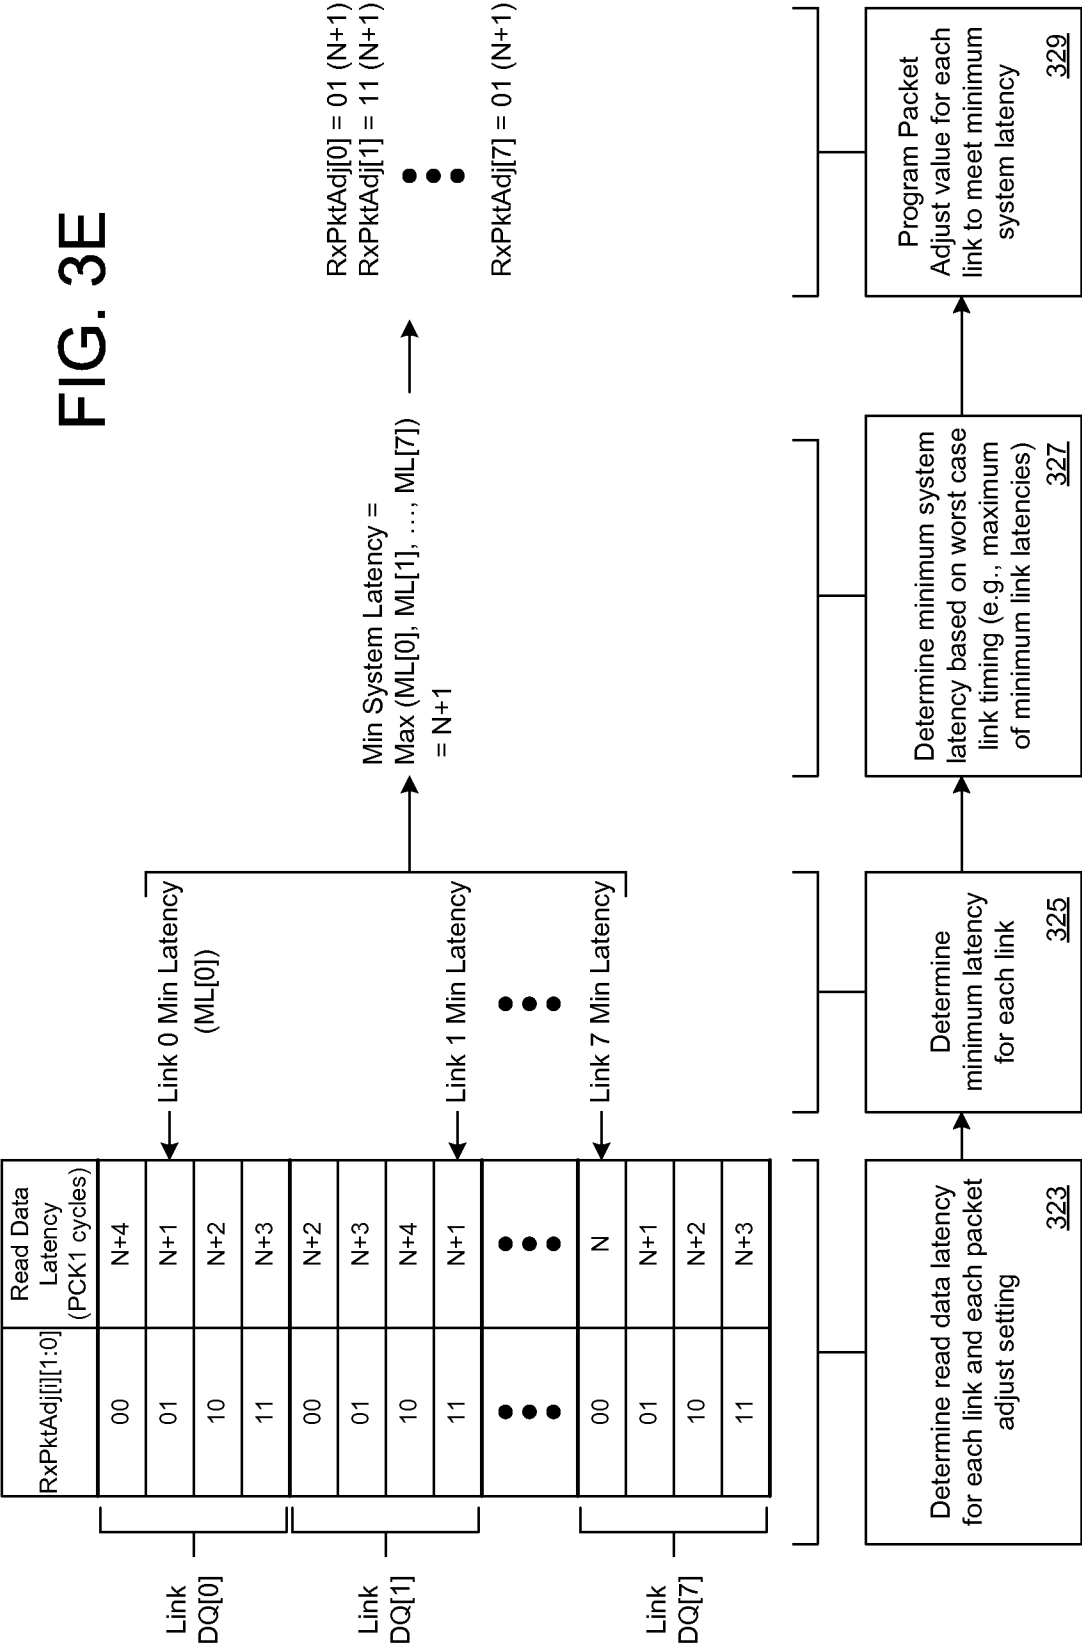 FIG. 3E
RxPktAdj[i][1:0]
Read Data
Latency
(PCK1 cycles)
Link
DQ[0]
00 N+4
01 N+1
10 N+2
11 N+3
Link
DQ[1]
00 N+2
01 N+3
10 N+4
11 N+1
Link
DQ[7]
00 N
01 N+1
10 N+2
11 N+3
Link 0 Min Latency
(ML[0])
Link 1 Min Latency
Link 7 Min Latency
Min System Latency =
Max (ML[0], ML[1], …, ML[7])
= N+1
RxPktAdj[0] = 01 (N+1)
RxPktAdj[1] = 11 (N+1)
RxPktAdj[7] = 01 (N+1)
Determine read data latency
for each link and each packet
adjust setting
323
Determine
minimum latency
for each link
325
Determine minimum system
latency based on worst case
link timing (e.g., maximum
of minimum link latencies)
327
Program Packet
Adjust value for each
link to meet minimum
system latency
329